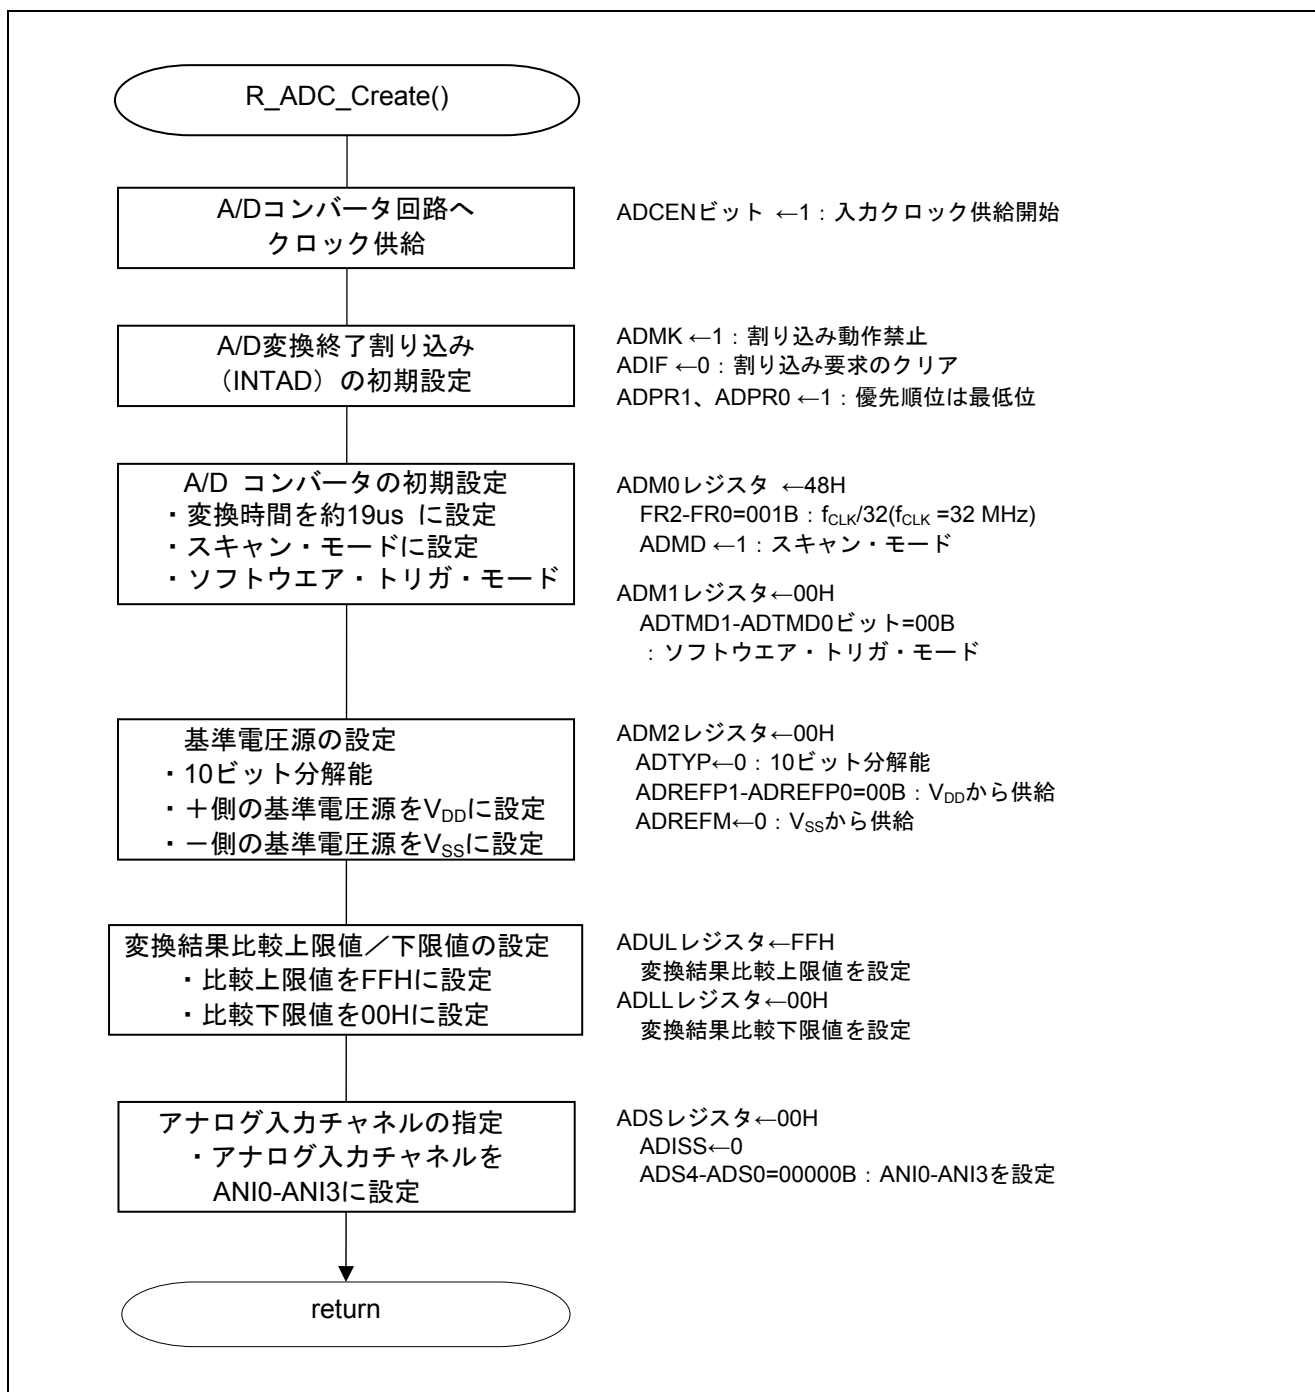 R_ADC_Create()
A/Dコンバータ回路へ
クロック供給
ADCENビット ←1：入力クロック供給開始
A/D変換終了割り込み
（INTAD）の初期設定
ADMK ←1：割り込み動作禁止
ADIF ←0：割り込み要求のクリア
ADPR1、ADPR0 ←1：優先順位は最低位
A/D コンバータの初期設定
・変換時間を約19us に設定
・スキャン・モードに設定
・ソフトウエア・トリガ・モード
ADM0レジスタ ←48H
FR2-FR0=001B：fCLK/32(fCLK =32 MHz)
ADMD ←1：スキャン・モード
ADM1レジスタ←00H
ADTMD1-ADTMD0ビット=00B
：ソフトウエア・トリガ・モード
基準電圧源の設定
・10ビット分解能
・＋側の基準電圧源をVDDに設定
・－側の基準電圧源をVSSに設定
ADM2レジスタ←00H
ADTYP←0：10ビット分解能
ADREFP1-ADREFP0=00B：VDDから供給
ADREFM←0：VSSから供給
変換結果比較上限値／下限値の設定
・比較上限値をFFHに設定
・比較下限値を00Hに設定
ADULレジスタ←FFH
変換結果比較上限値を設定
ADLLレジスタ←00H
変換結果比較下限値を設定
アナログ入力チャネルの指定
・アナログ入力チャネルを
ANI0-ANI3に設定
ADSレジスタ←00H
ADISS←0
ADS4-ADS0=00000B：ANI0-ANI3を設定
return